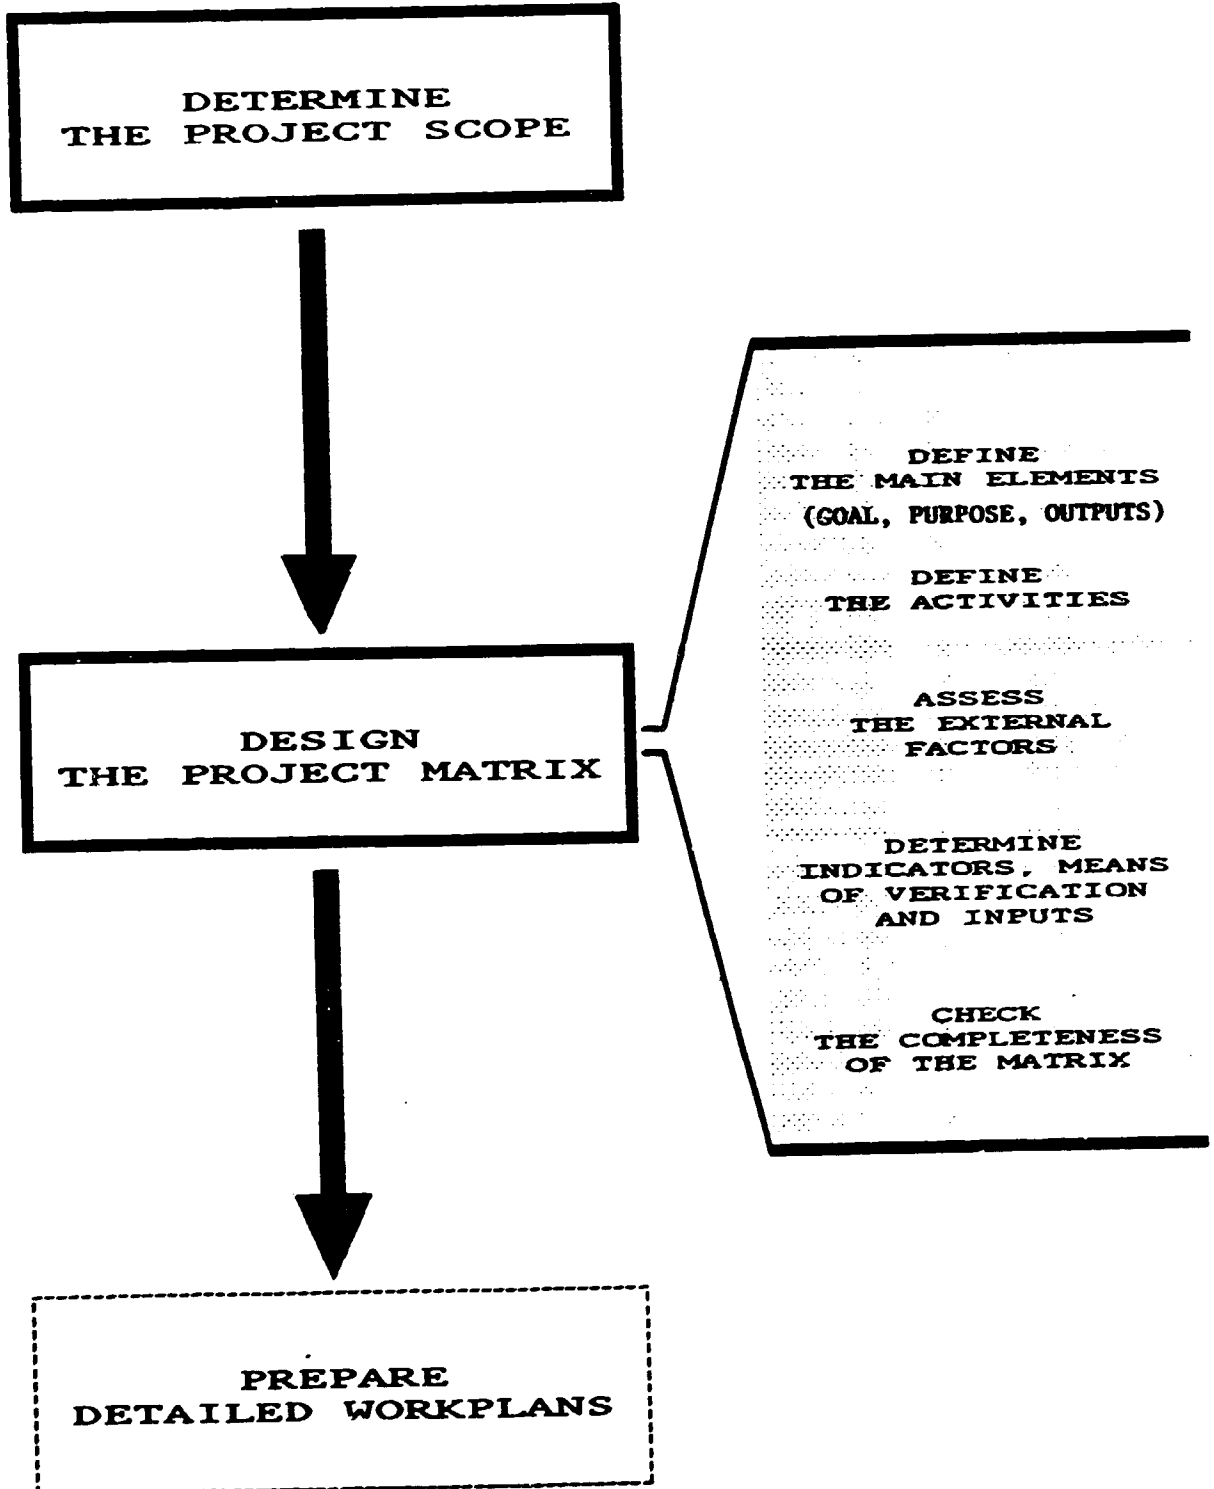 DETERMINE
THE PROJECT SCOPE
DEFINE
THE MAIN ELEMENTS
(GOAL, PURPOSE, OUTPUTS)
DEFINE
THE ACTIVITIES
ASSESS
THE EXTERNAL
FACTORS
DESIGN
THE PROJECT MATRIX
DETERMINE
INDICATORS, MEANS
OF VERIFICATION
AND INPUTS
CHECK
THE COMPLETENESS
OF THE MATRIX
PREPARE
DETAILED WORKPLANS